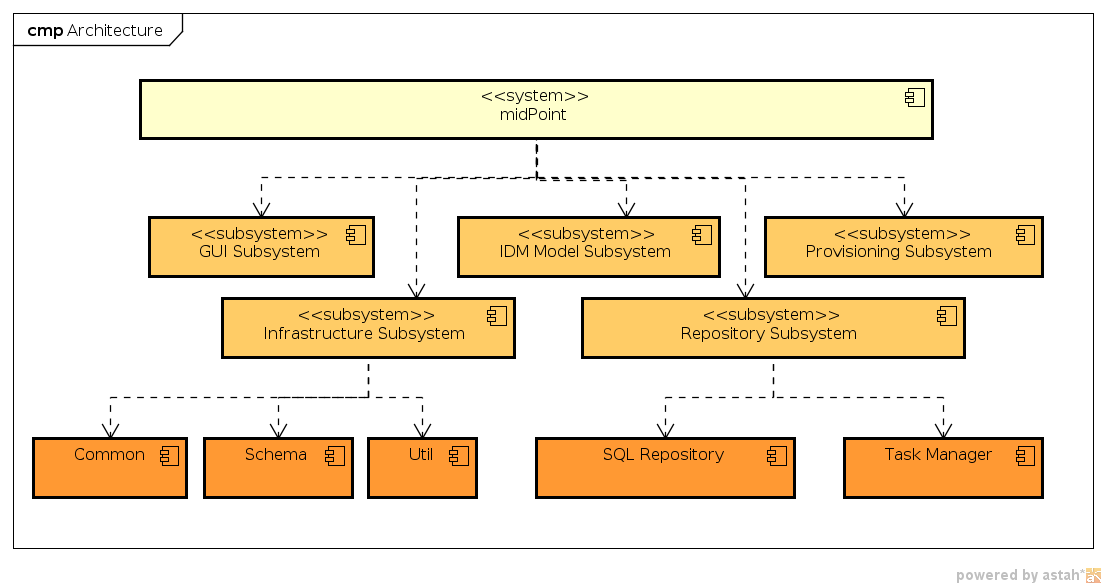 cmp Architecture
<<system>>
midPoint
<<subsystem>>
GUI Subsystem
<<subsystem>>
IDM Model Subsystem
<<subsystem>>
Provisioning Subsystem
<<subsystem>>
Infrastructure Subsystem
<<subsystem>>
Repository Subsystem
Common
Schema
Util
SQL Repository
Task Manager
powered by astah*